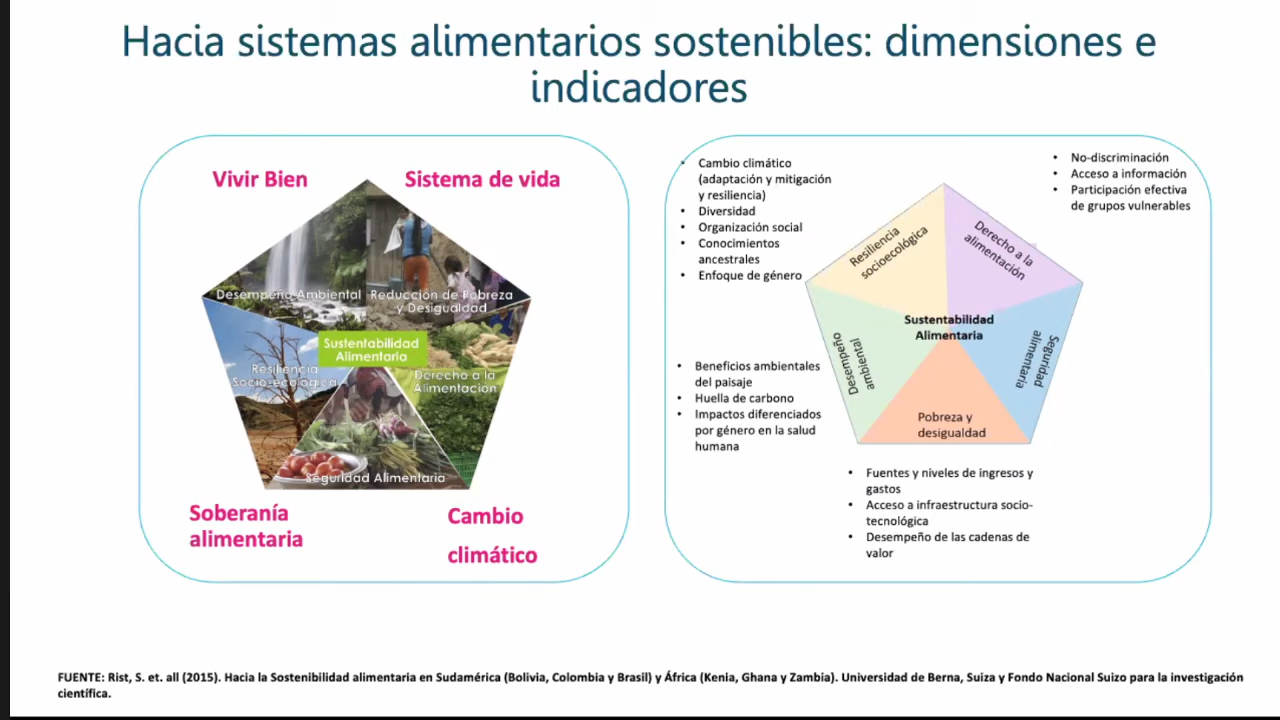 Hacia sistemas alimentarios sostenibles: dimensiones e
indicadores
Vivir Bien
Sistema de vida
Desempeño Ambiental
Reducción de Pobreza
y Desigualdad
Sustentabilidad
Alimentaria
Resiliencia
Socio-ecológica
Derecho a la
Alimentación
Seguridad Alimentaria
Soberanía
alimentaria
Cambio
climático
• Cambio climático
(adaptación y mitigación
y resiliencia)
• Diversidad
• Organización social
• Conocimientos
ancestrales
• Enfoque de género
• No-discriminación
• Acceso a información
• Participación efectiva
de grupos vulnerables
Resiliencia
socioecológica
Derecho a la
alimentación
Sustentabilidad
Alimentaria
Desempeño
ambiental
Seguridad
alimentaria
Pobreza y
desigualdad
• Beneficios ambientales
del paisaje
• Huella de carbono
• Impactos diferenciados
por género en la salud
humana
• Fuentes y niveles de ingresos y
gastos
• Acceso a infraestructura socio-
tecnológica
• Desempeño de las cadenas de
valor
FUENTE: Rist, S. et. all (2015). Hacia la Sostenibilidad alimentaria en Sudamérica (Bolivia, Colombia y Brasil) y África (Kenia, Ghana y Zambia). Universidad de Berna, Suiza y Fondo Nacional Suizo para la investigación
científica.